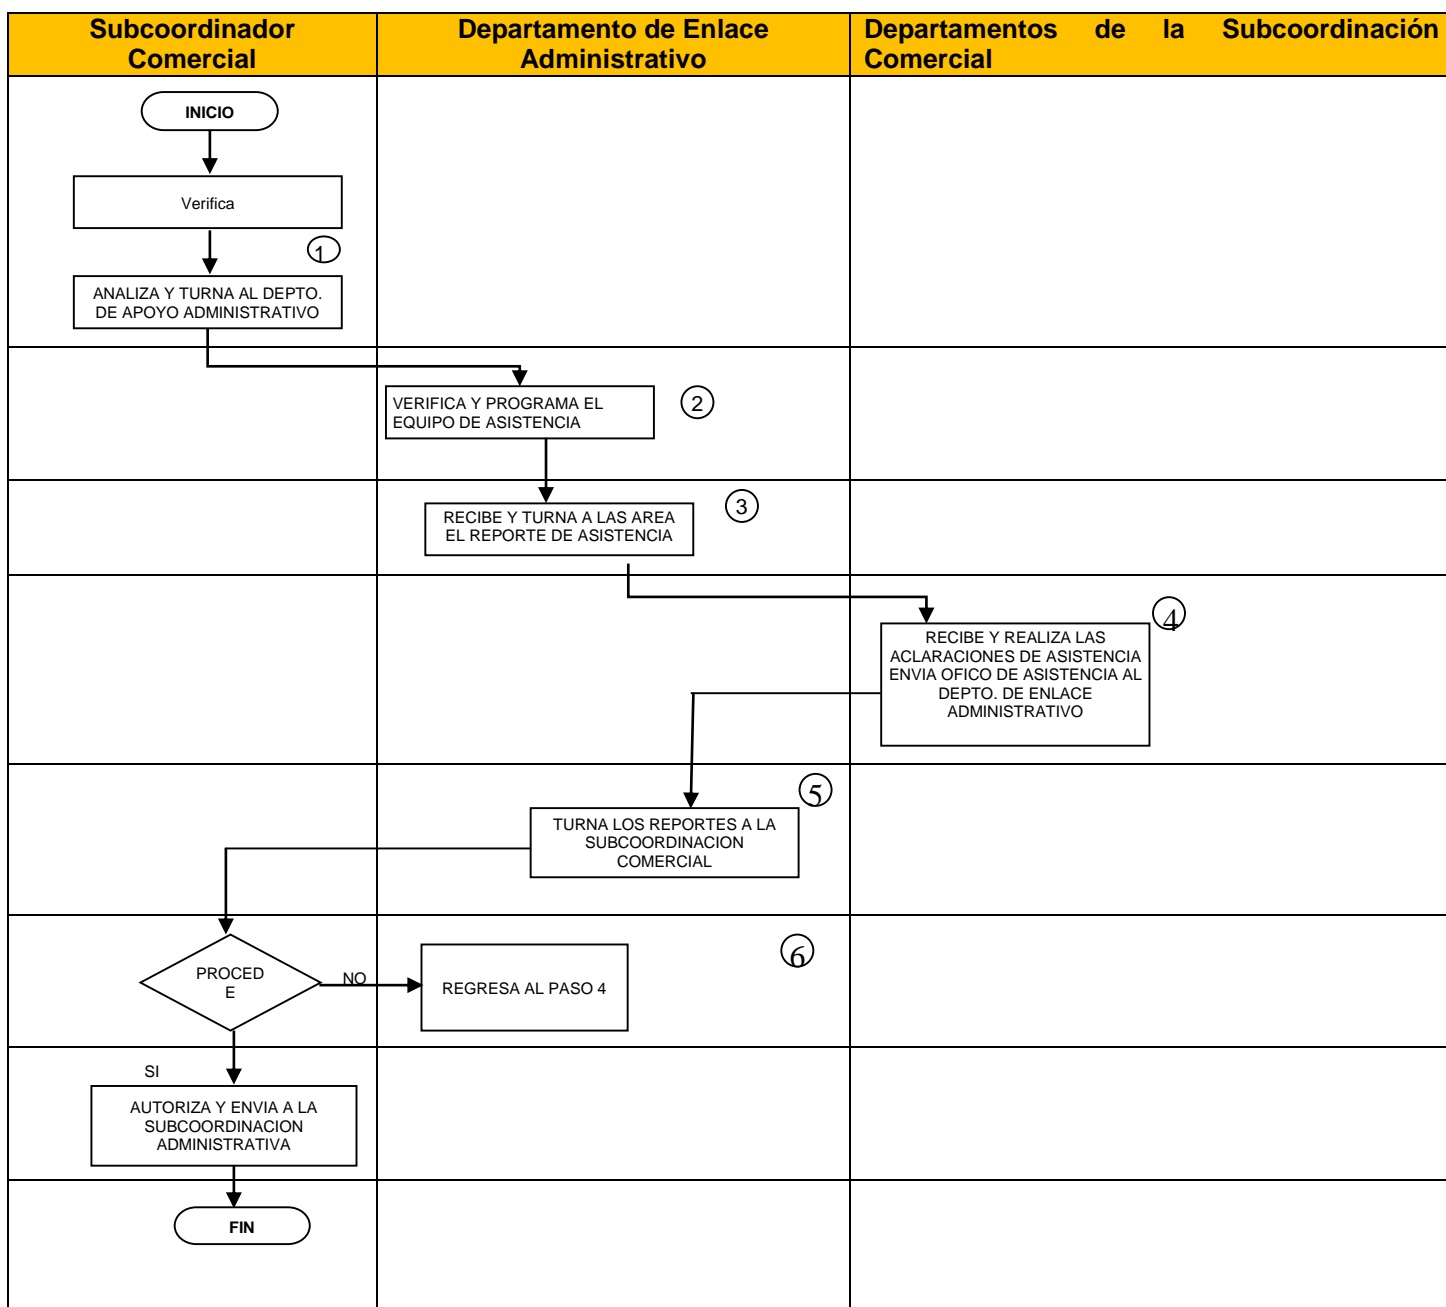 Subcoordinador
Comercial
Departamento de Enlace
Administrativo
Departamentos de la Subcoordinación
Comercial
INICIO
Verifica
1
ANALIZA Y TURNA AL DEPTO.
DE APOYO ADMINISTRATIVO
VERIFICA Y PROGRAMA EL
EQUIPO DE ASISTENCIA
2
RECIBE Y TURNA A LAS AREA
EL REPORTE DE ASISTENCIA
3
4
RECIBE Y REALIZA LAS
ACLARACIONES DE ASISTENCIA
ENVIA OFICO DE ASISTENCIA AL
DEPTO. DE ENLACE
ADMINISTRATIVO
5
TURNA LOS REPORTES A LA
SUBCOORDINACION
COMERCIAL
PROCED
E
NO
REGRESA AL PASO 4
6
SI
AUTORIZA Y ENVIA A LA
SUBCOORDINACION
ADMINISTRATIVA
FIN